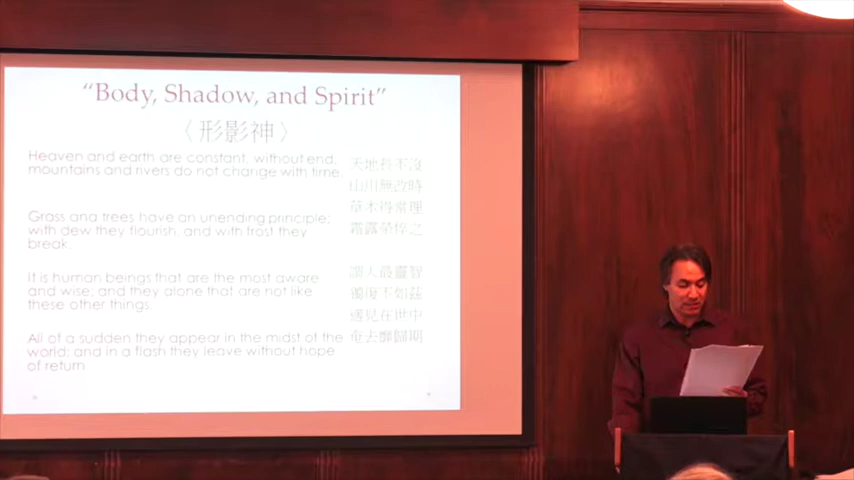 “Body, Shadow, and Spirit”
〈形影神〉
Heaven and earth are constant, without end;
mountains and rivers do not change with time.
Grass and trees have an unending principle;
with dew they flourish, and with frost they
break.
It is human beings that are the most aware
and wise; and they alone that are not like
these other things.
All of a sudden they appear in the midst of the
world; and in a flash they leave without hope
of return
天地長不沒
山川無改時
草木得常理
霜露榮悴之
謂人最靈智
獨復不如茲
適見在世中
奄去靡歸期